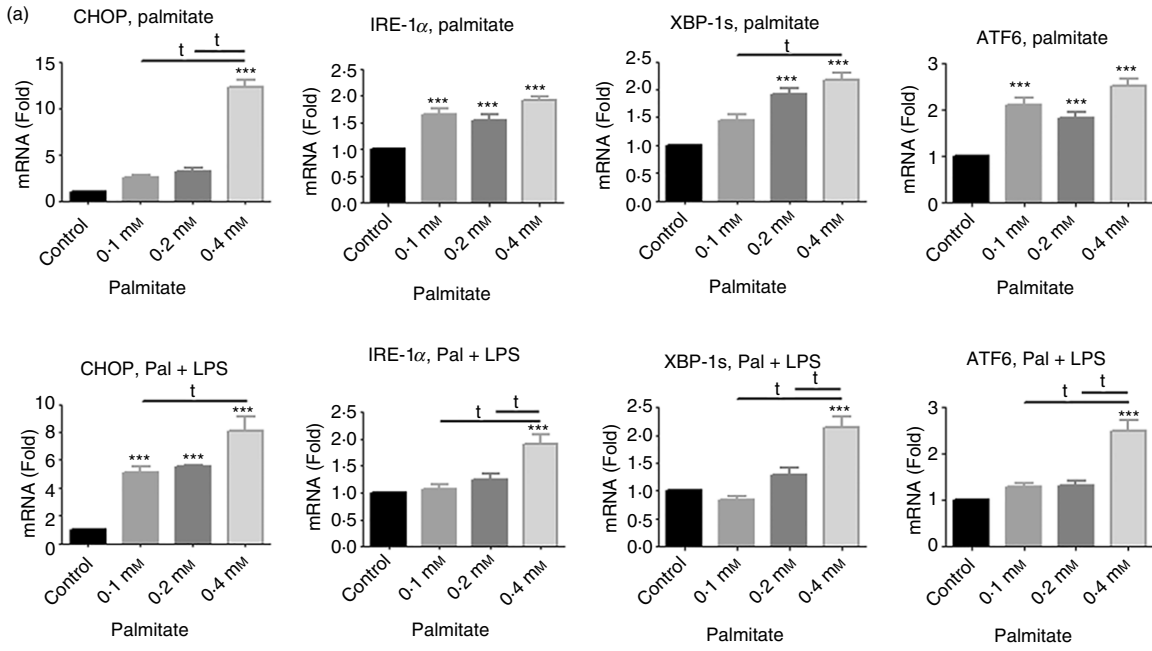 (a)
CHOP, palmitate
t
t
***
mRNA (Fold)
15
10
5
0
Control
0·1 mM
0·2 mM
0·4 mM
Palmitate
IRE-1α, palmitate
***
***
***
mRNA (Fold)
2·5
2·0
1·5
1·0
0·5
0·0
Control
0·1 mM
0·2 mM
0·4 mM
Palmitate
XBP-1s, palmitate
t
***
***
mRNA (Fold)
2·5
2·0
1·5
1·0
0·5
0·0
Control
0·1 mM
0·2 mM
0·4 mM
Palmitate
ATF6, palmitate
***
***
***
mRNA (Fold)
3
2
1
0
Control
0·1 mM
0·2 mM
0·4 mM
Palmitate
CHOP, Pal + LPS
t
***
***
***
mRNA (Fold)
10
8
6
4
2
0
Control
0·1 mM
0·2 mM
0·4 mM
Palmitate
IRE-1α, Pal + LPS
t
t
***
mRNA (Fold)
2·5
2·0
1·5
1·0
0·5
0·0
Control
0·1 mM
0·2 mM
0·4 mM
Palmitate
XBP-1s, Pal + LPS
t
t
***
mRNA (Fold)
2·5
2·0
1·5
1·0
0·5
0·0
Control
0·1 mM
0·2 mM
0·4 mM
Palmitate
ATF6, Pal + LPS
t
t
***
mRNA (Fold)
3
2
1
0
Control
0·1 mM
0·2 mM
0·4 mM
Palmitate